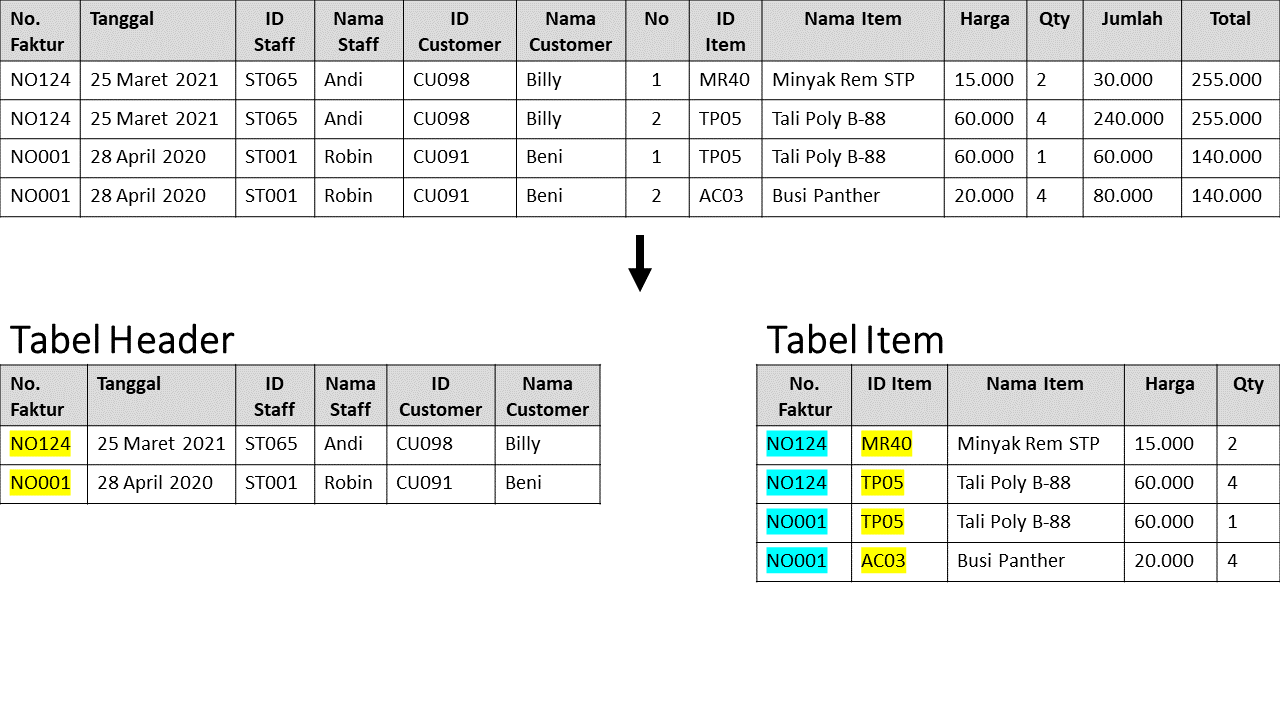 No. Faktur Tanggal ID Staff Nama Staff ID Customer Nama Customer No ID Item Nama Item Harga Qty Jumlah Total
NO124 25 Maret 2021 ST065 Andi CU098 Billy 1 MR40 Minyak Rem STP 15.000 2 30.000 255.000
NO124 25 Maret 2021 ST065 Andi CU098 Billy 2 TP05 Tali Poly B-88 60.000 4 240.000 255.000
NO001 28 April 2020 ST001 Robin CU091 Beni 1 TP05 Tali Poly B-88 60.000 1 60.000 140.000
NO001 28 April 2020 ST001 Robin CU091 Beni 2 AC03 Busi Panther 20.000 4 80.000 140.000
Tabel Header
No. Faktur Tanggal ID Staff Nama Staff ID Customer Nama Customer
NO124 25 Maret 2021 ST065 Andi CU098 Billy
NO001 28 April 2020 ST001 Robin CU091 Beni
Tabel Item
No. Faktur ID Item Nama Item Harga Qty
NO124 MR40 Minyak Rem STP 15.000 2
NO124 TP05 Tali Poly B-88 60.000 4
NO001 TP05 Tali Poly B-88 60.000 1
NO001 AC03 Busi Panther 20.000 4